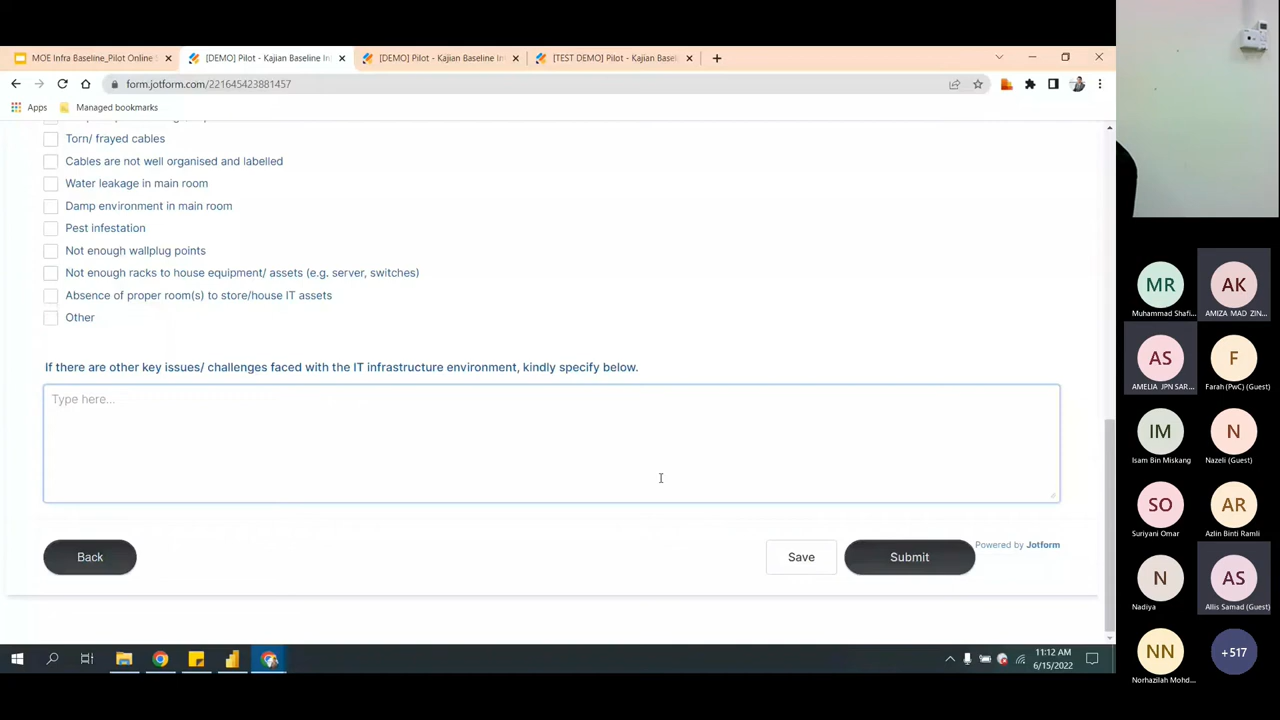 MOE Infra Baseline_Pilot Online
[DEMO] Pilot - Kajian Baseline In
[DEMO] Pilot - Kajian Baseline In
[TEST DEMO] Pilot - Kajian Basel
form.jotform.com/221645423881457
Apps
Managed bookmarks
Torn/ frayed cables
Cables are not well organised and labelled
Water leakage in main room
Damp environment in main room
Pest infestation
Not enough wallplug points
Not enough racks to house equipment/ assets (e.g. server, switches)
Absence of proper room(s) to store/house IT assets
Other
If there are other key issues/ challenges faced with the IT infrastructure environment, kindly specify below.
Type here...
Back
Save
Submit
Powered by Jotform
11:12 AM
6/15/2022
MR
Muhammad Shafi...
AK
AMIZA MAD ZIN...
AS
AMELIA JPN SAR...
F
Farah (PwC) (Guest)
IM
Isam Bin Miskang
N
Nazeli (Guest)
SO
Suriyani Omar
AR
Azlin Binti Ramli
N
Nadiya
AS
Allis Samad (Guest)
NN
Norhazilah Mohd...
+517